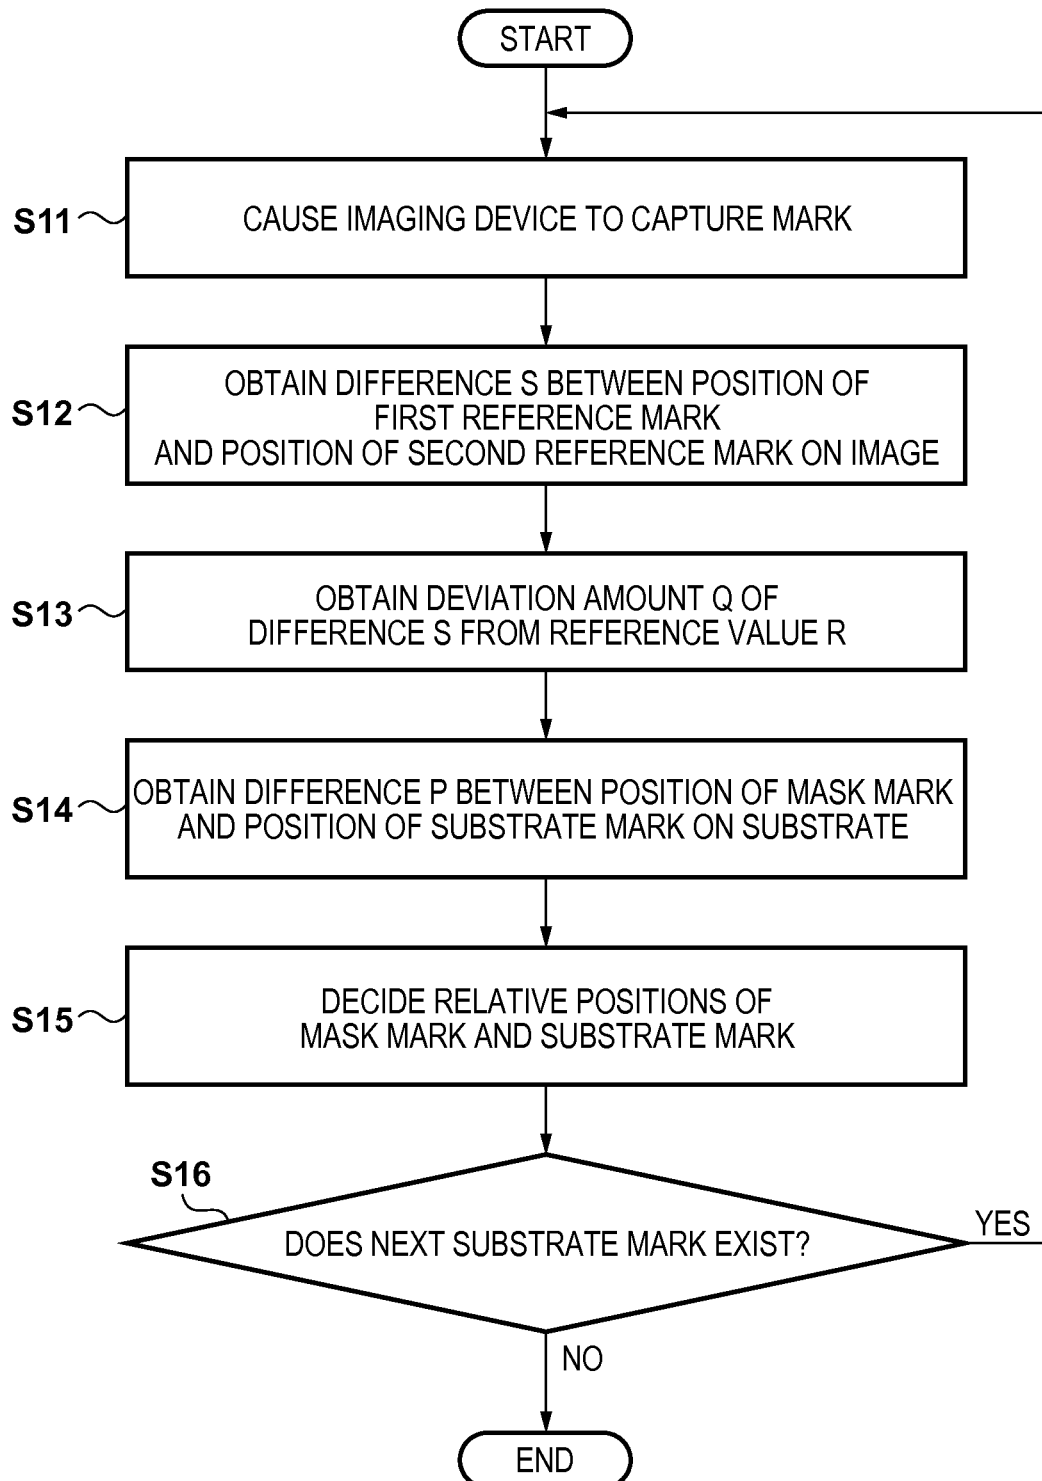 START
S11
CAUSE IMAGING DEVICE TO CAPTURE MARK
S12
OBTAIN DIFFERENCE S BETWEEN POSITION OF
FIRST REFERENCE MARK
AND POSITION OF SECOND REFERENCE MARK ON IMAGE
S13
OBTAIN DEVIATION AMOUNT Q OF
DIFFERENCE S FROM REFERENCE VALUE R
S14
OBTAIN DIFFERENCE P BETWEEN POSITION OF MASK MARK
AND POSITION OF SUBSTRATE MARK ON SUBSTRATE
S15
DECIDE RELATIVE POSITIONS OF
MASK MARK AND SUBSTRATE MARK
S16
DOES NEXT SUBSTRATE MARK EXIST?
YES
NO
END